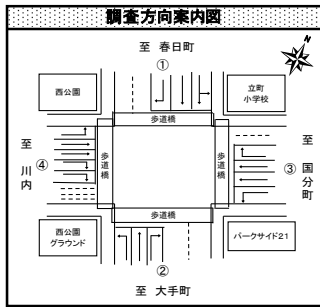 調査方向案内図
至 春日町
N
①
西公園
立町
小学校
歩道橋
至
川内
④
歩道橋
歩道橋
至
国分町
③
歩道橋
西公園
グラウンド
パークサイド21
②
至 大手町